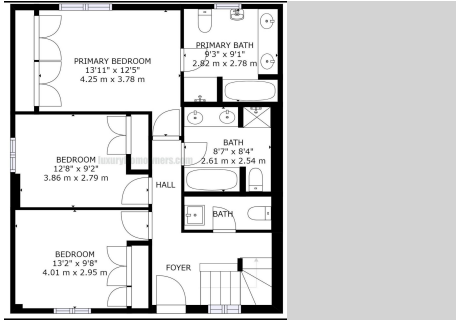 PRIMARY BEDROOM
13'11" x 12'5"
4.25 m x 3.78 m
PRIMARY BATH
9'3" x 9'1"
2.82 m x 2.78 m
BEDROOM
12'8" x 9'2"
3.86 m x 2.79 m
BATH
8'7" x 8'4"
2.61 m x 2.54 m
HALL
BATH
BEDROOM
13'2" x 9'8"
4.01 m x 2.95 m
FOYER